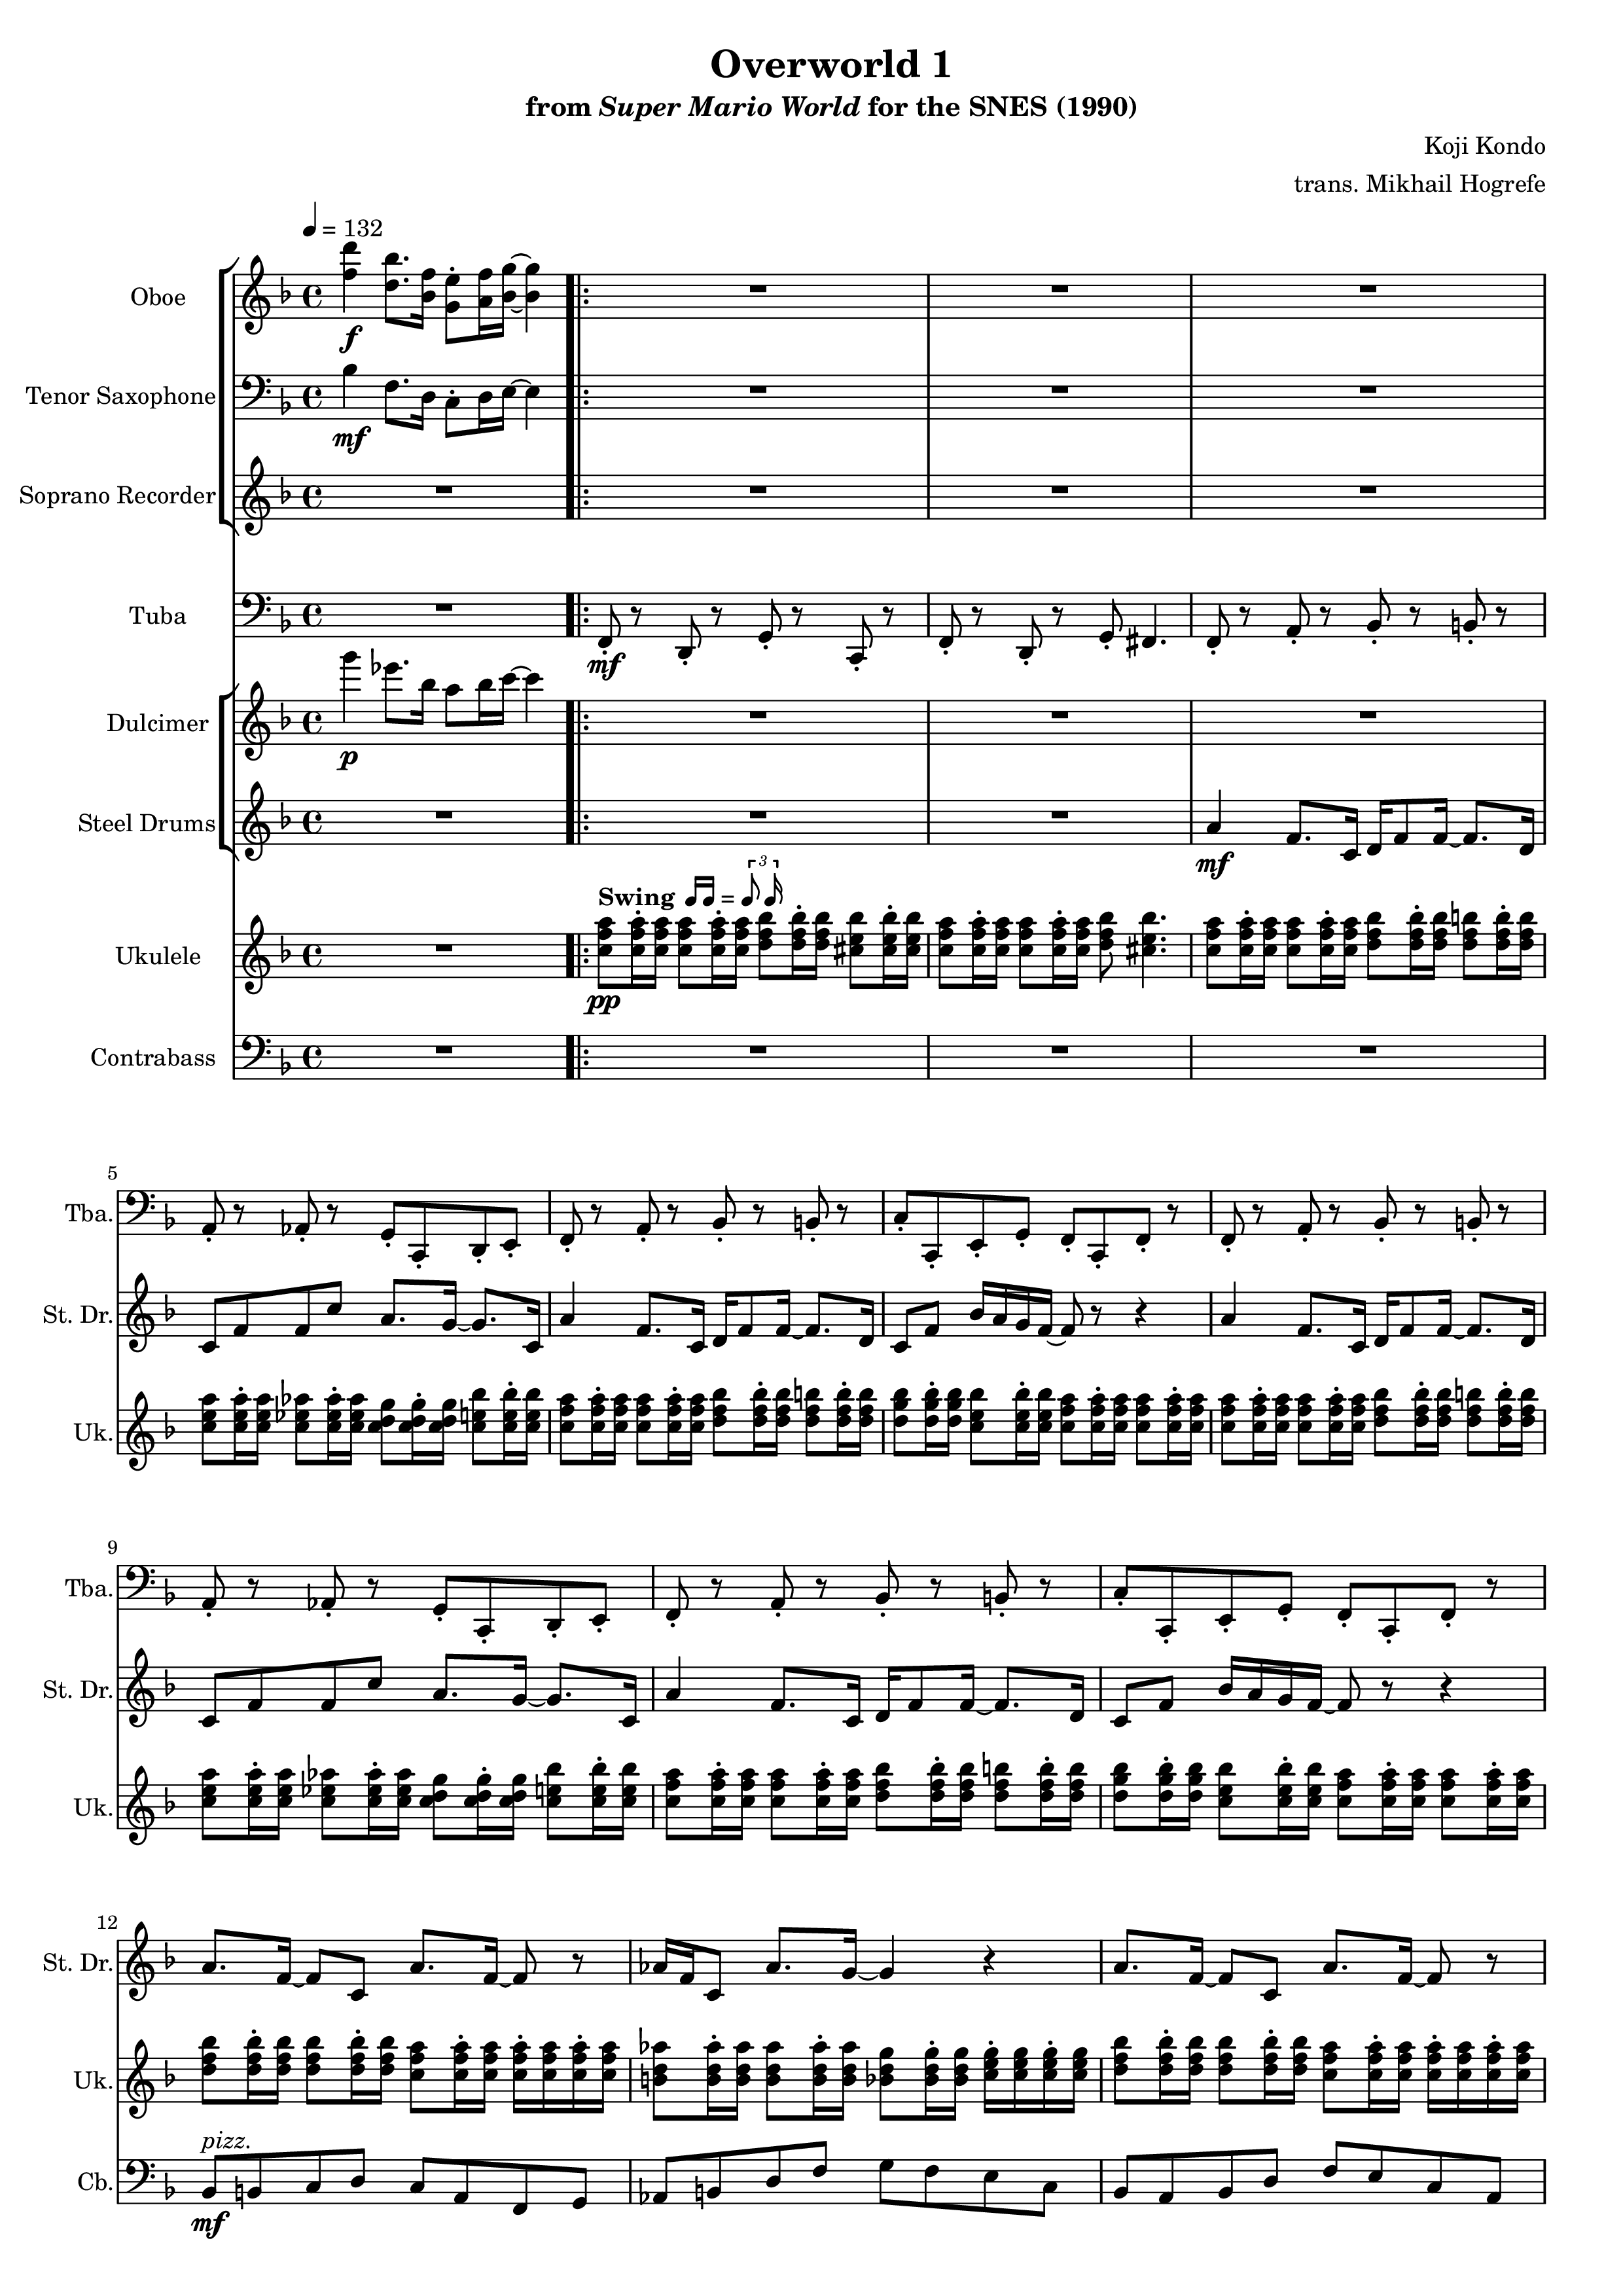 Overworld 1
from Super Mario World for the SNES (1990)
Koji Kondo
trans. Mikhail Hogrefe
= 132
Oboe
f
Tenor Saxophone
mf
Soprano Recorder
Tuba
mf
Dulcimer
p
Steel Drums
mf
Swing = 3
Ukulele
pp
Contrabass
5
Tba.
St. Dr.
Uk.
9
Tba.
St. Dr.
Uk.
12
St. Dr.
Uk.
pizz.
Cb.
mf